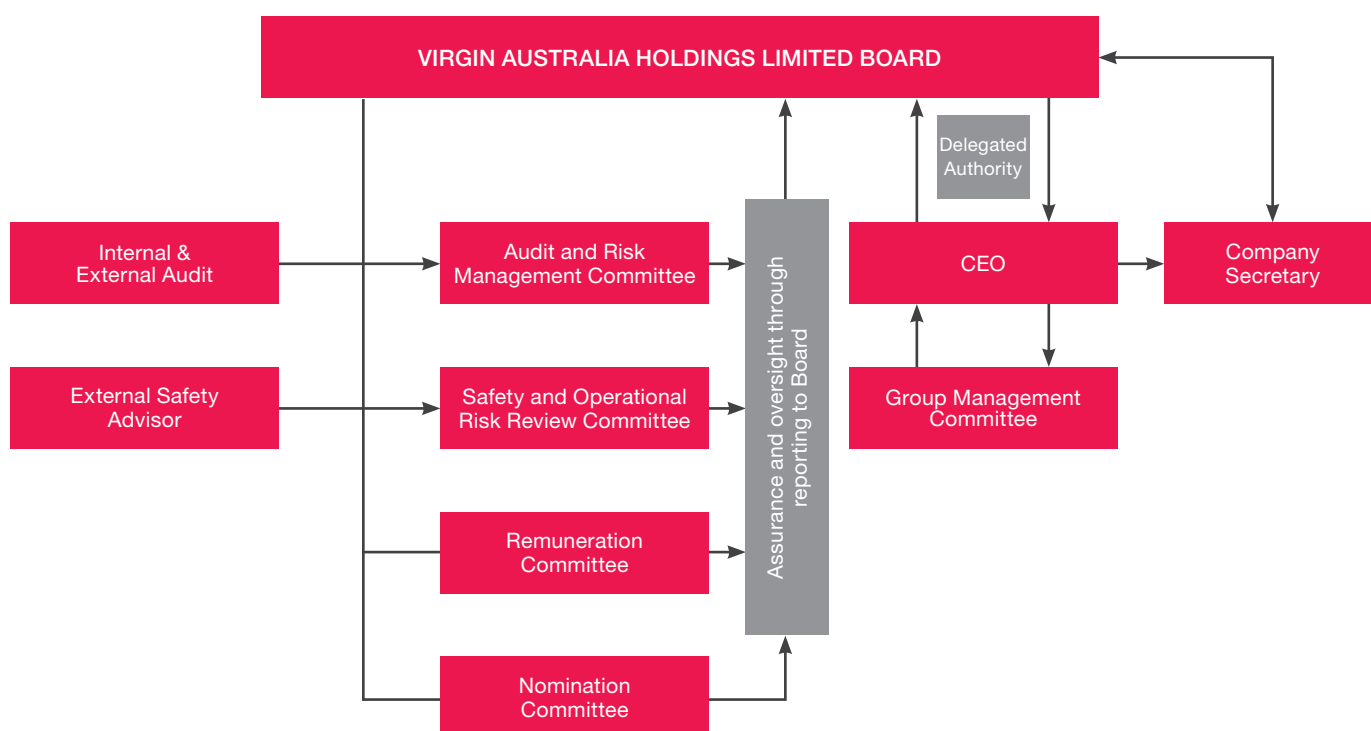 VIRGIN AUSTRALIA HOLDINGS LIMITED BOARD
Delegated
Authority
Internal &
External Audit
Audit and Risk
Management Committee
CEO
Company
Secretary
External Safety
Advisor
Safety and Operational
Risk Review Committee
Assurance and oversight through
reporting to Board
Group Management
Committee
Remuneration
Committee
Nomination
Committee